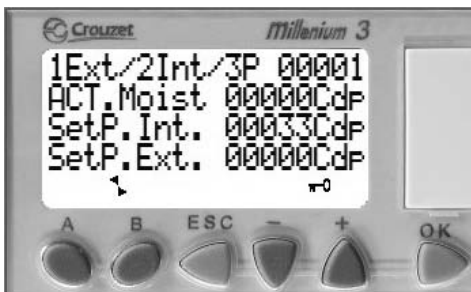 Crouzet Millenium 3
1Ext/2Int/3P 00001
ACT.Moist 00000Cdp
SetP.Int. 00033Cdp
SetP.Ext. 00000Cdp
A B ESC - + OK